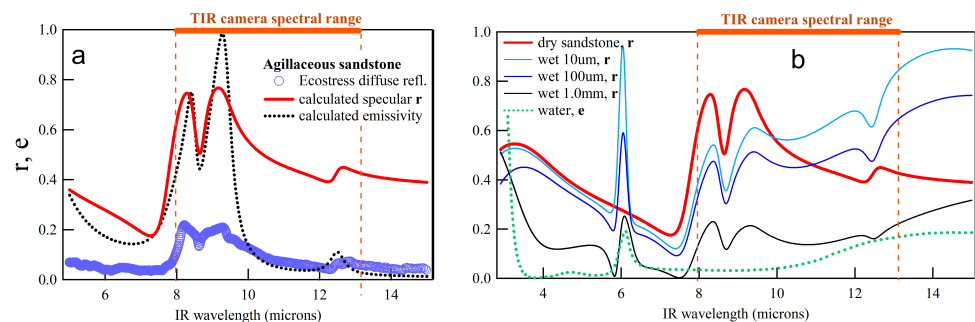 TIR camera spectral range
a
Agillaceous sandstone
Ecostress diffuse refl.
calculated specular r
calculated emissivity
r, e
1.0
0.8
0.6
0.4
0.2
0.0
6 8 10 12 14
IR wavelength (microns)
TIR camera spectral range
b
dry sandstone, r
wet 10um, r
wet 100um, r
wet 1.0mm, r
water, e
1.0
0.8
0.6
0.4
0.2
0.0
4 6 8 10 12 14
IR wavelength (microns)